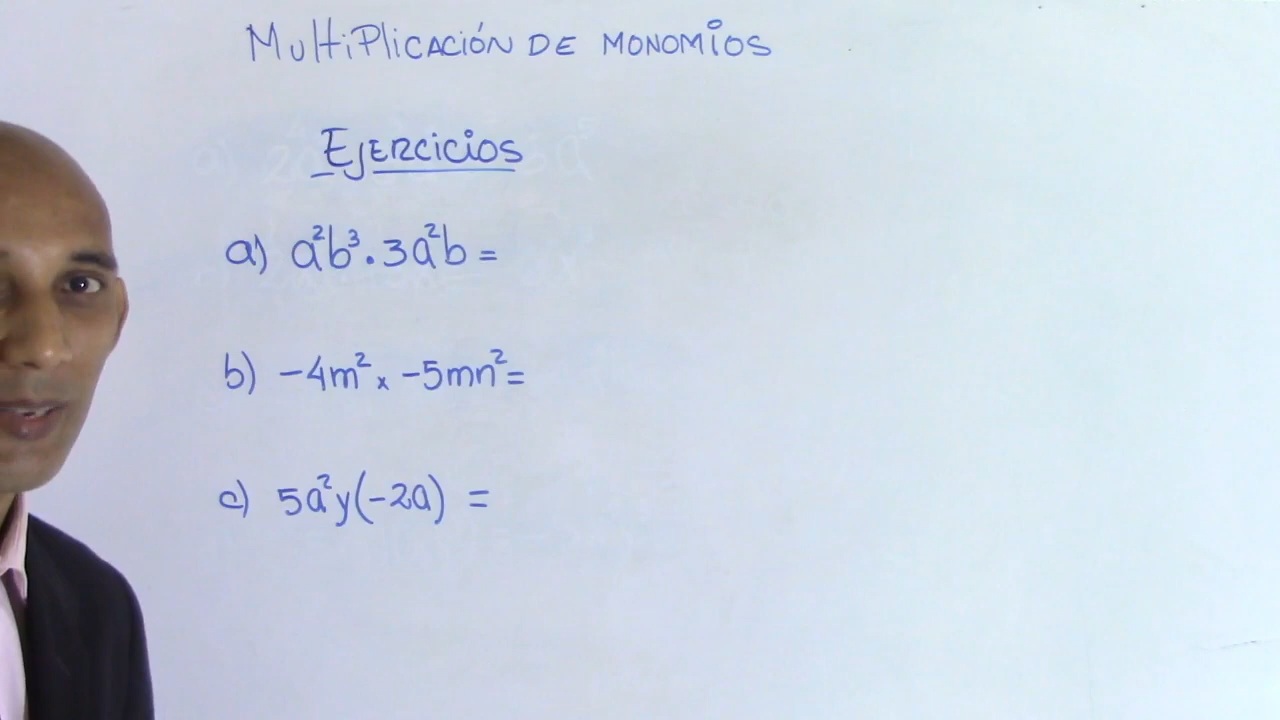 Multiplicación de monomios
Ejercicios
a) a²b³ . 3a²b =
b) -4m² x -5mn² =
c) 5a²y(-2a) =